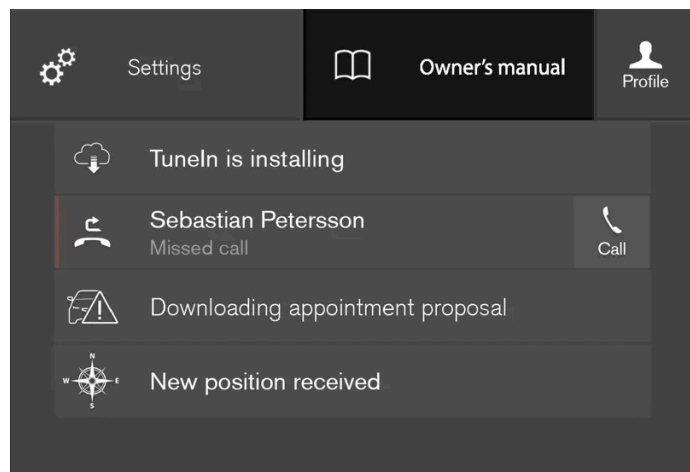 Settings
Owner's manual
Profile
TuneIn is installing
Sebastian Petersson
Missed call
Call
Downloading appointment proposal
N
W E
S
New position received